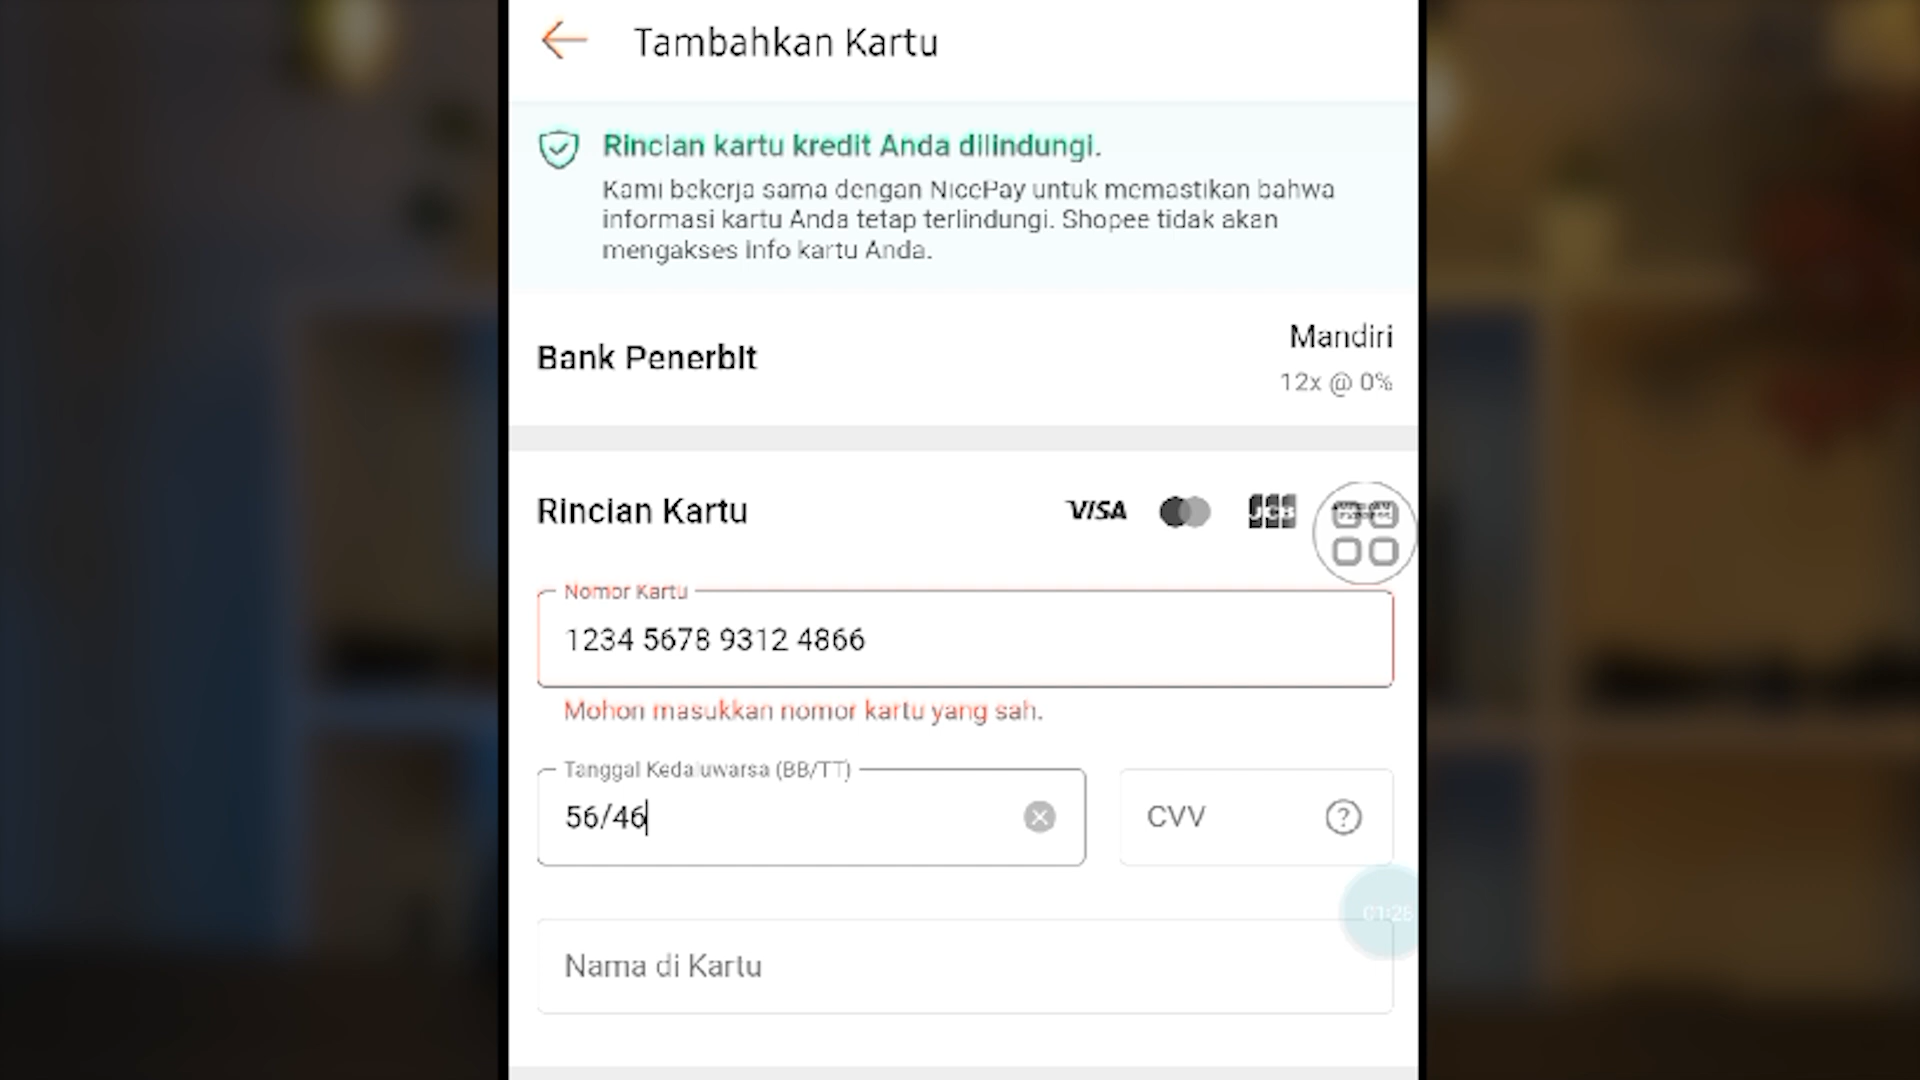 Tambahkan Kartu
Rincian kartu kredit Anda dilindungi.
Kami bekerja sama dengan NicePay untuk memastikan bahwa
informasi kartu Anda tetap terlindungi. Shopee tidak akan
mengakses info kartu Anda.
Bank Penerbit
Mandiri
12x @ 0%
Rincian Kartu
VISA
JCB
Nomor Kartu
1234 5678 9312 4866
Mohon masukkan nomor kartu yang sah.
Tanggal Kedaluwarsa (BB/TT)
56/46
CVV
?
01:28
Nama di Kartu